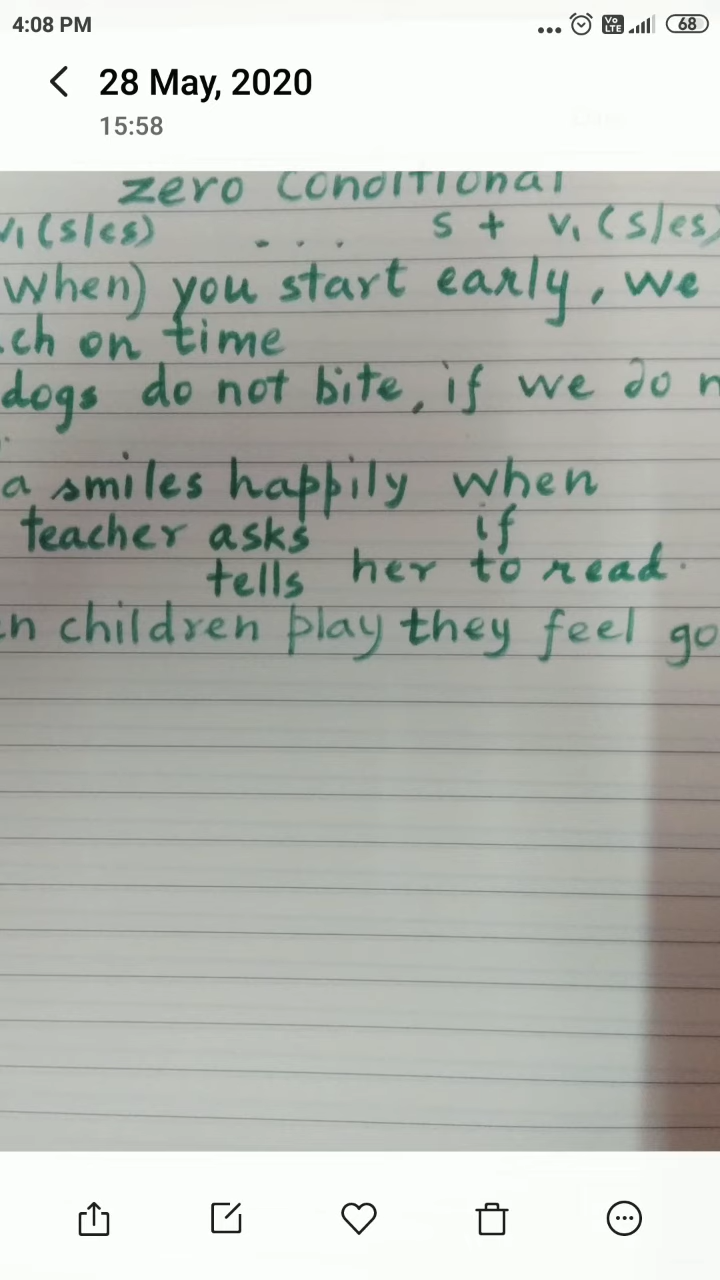 4:08 PM
... Vo LTE 68
28 May, 2020
15:58
zero conditional
V₁ (s/es) ... S + V₁ (s/es)
When) you start early, we
ch on time
dogs do not bite, if we do n
a smiles happily when
teacher asks if
tells her to read.
n children play they feel go